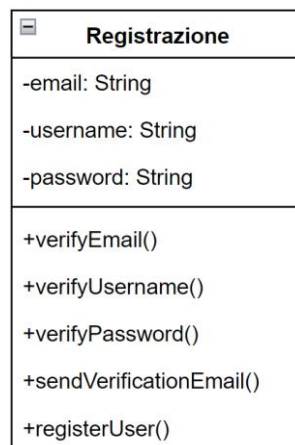 Registrazione
-email: String
-username: String
-password: String
+verifyEmail()
+verifyUsername()
+verifyPassword()
+sendVerificationEmail()
+registerUser()